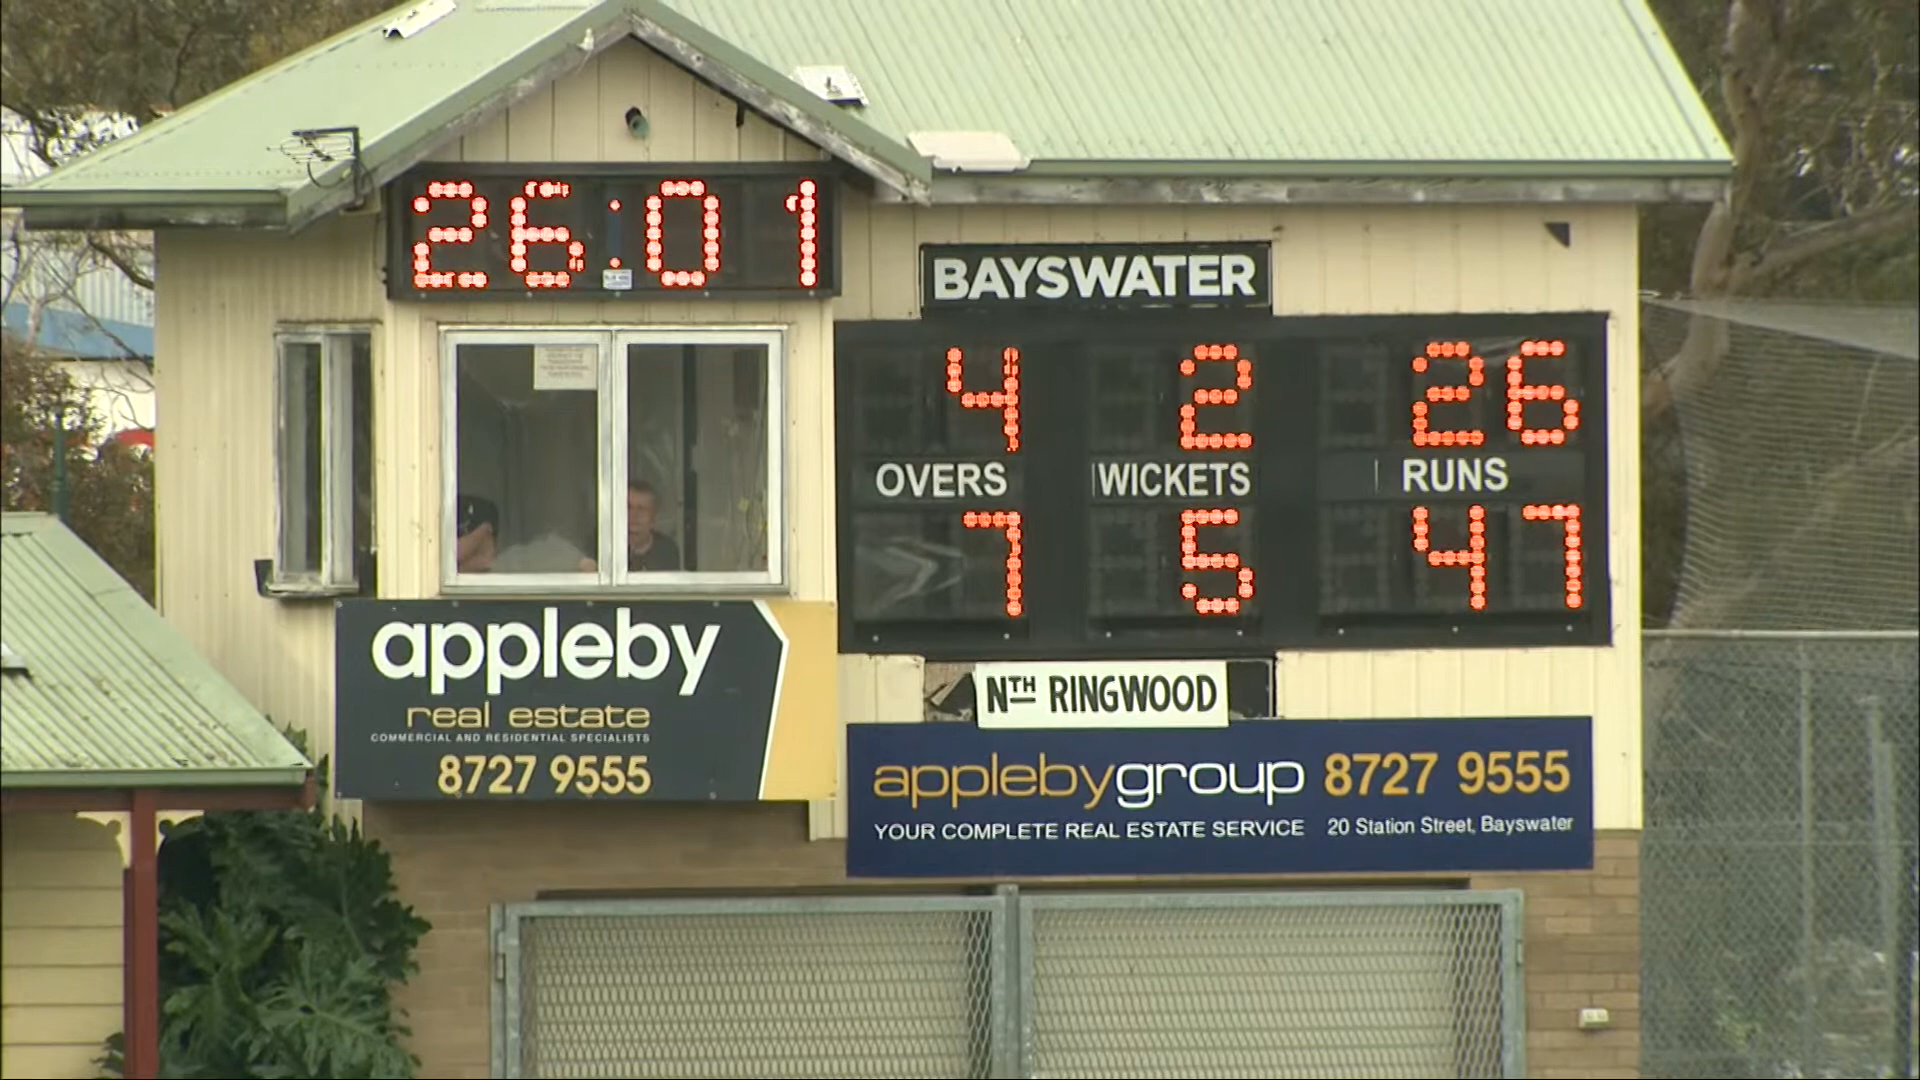 26:01
BAYSWATER
4 2 26
OVERS WICKETS RUNS
7 5 47
NTH RINGWOOD
appleby
real estate
COMMERCIAL AND RESIDENTIAL SPECIALISTS
8727 9555
applebygroup 8727 9555
YOUR COMPLETE REAL ESTATE SERVICE 20 Station Street, Bayswater